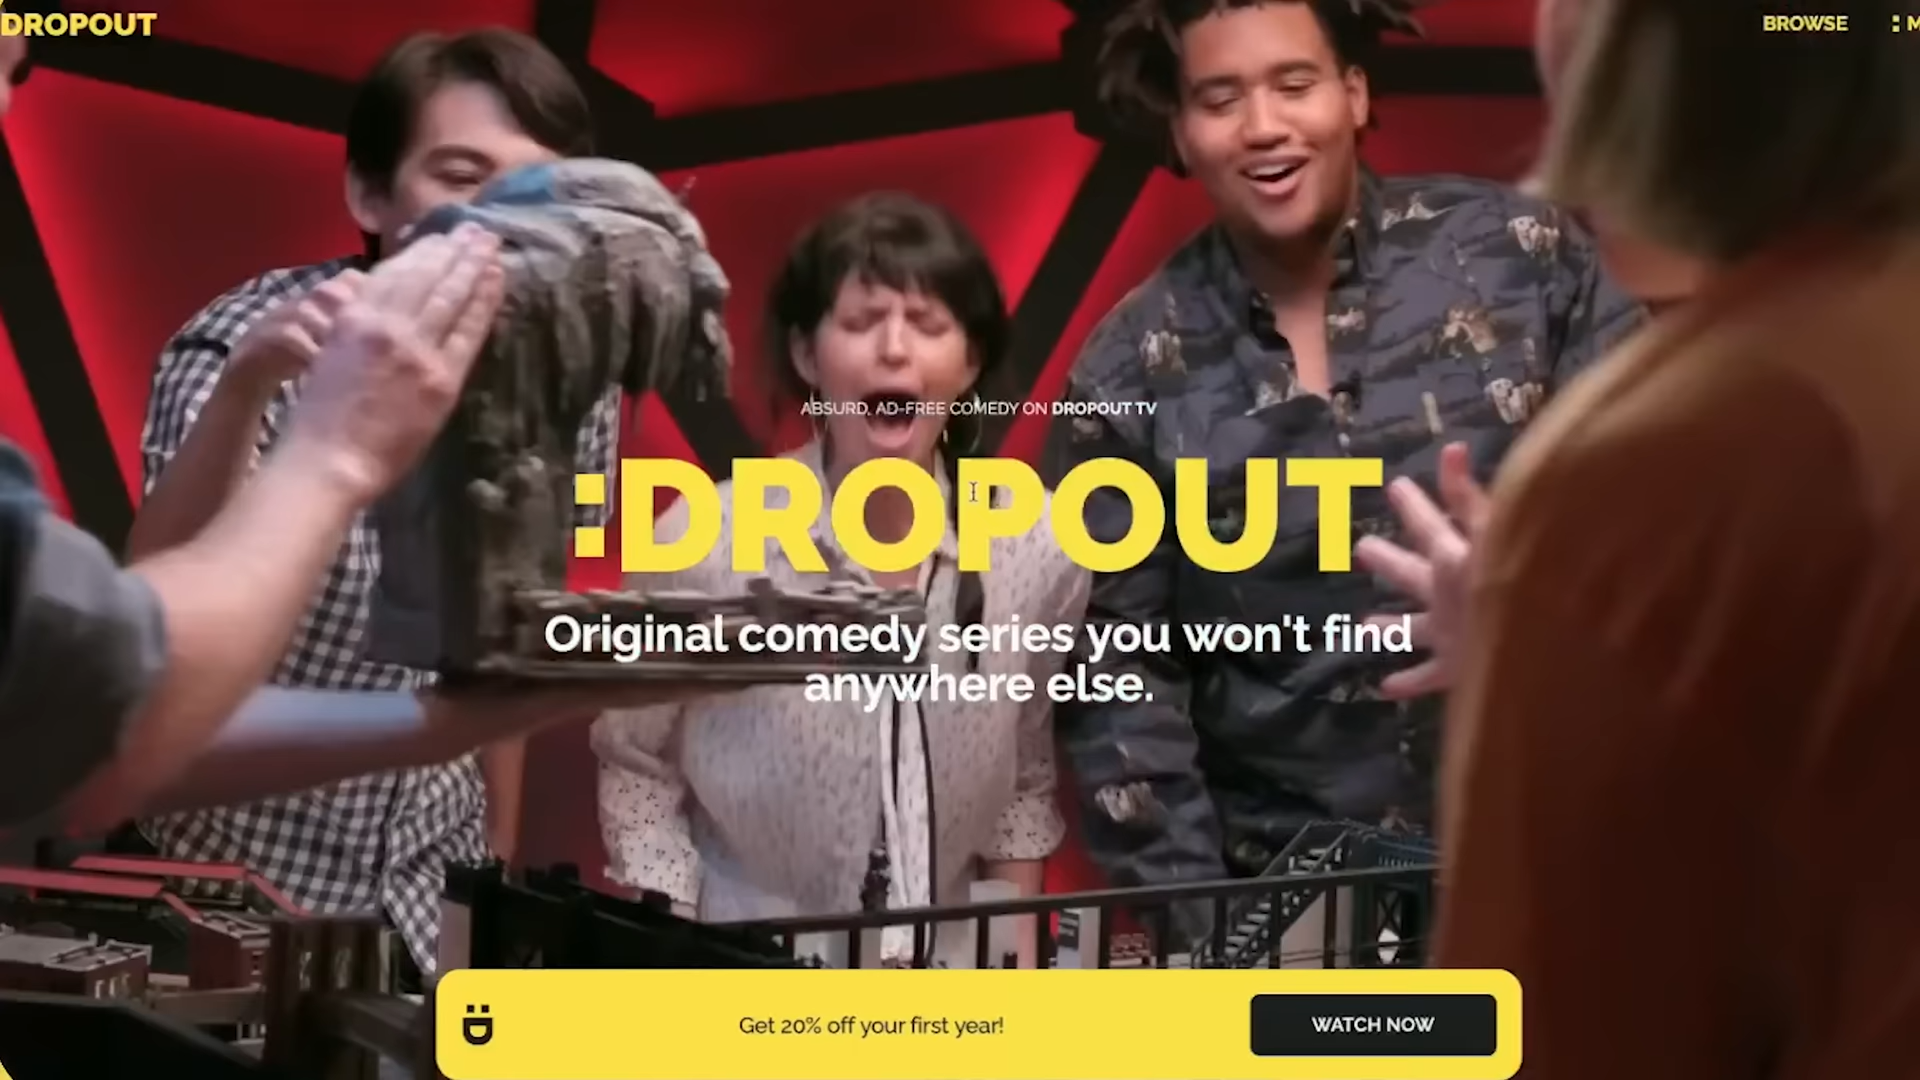 DROPOUT
BROWSE
: M
ABSURD, AD-FREE COMEDY ON DROPOUT TV
:DROPOUT
Original comedy series you won't find
anywhere else.
Get 20% off your first year!
WATCH NOW